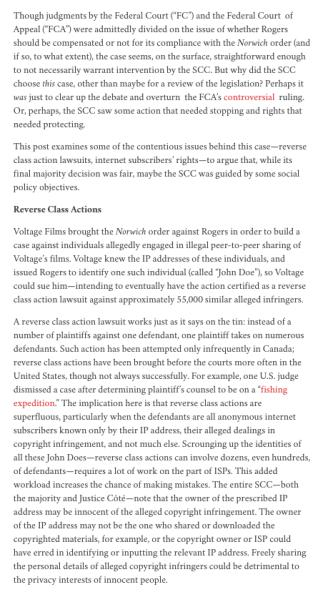 Though judgments by the Federal Court ("FC") and the Federal Court of
Appeal ("FCA") were admittedly divided on the issue of whether Rogers
should be compensated or not for its compliance with the Norwich order (and
if so, to what extent), the case seems, on the surface, straightforward enough
to not necessarily warrant intervention by the SCC. But why did the SCC
choose this case, other than maybe for a review of the legislation? Perhaps it
was just to clear up the debate and overturn the FCA's controversial ruling.
Or, perhaps, the SCC saw some action that needed stopping and rights that
needed protecting.
This post examines some of the contentious issues behind this case—reverse
class action lawsuits, internet subscribers' rights—to argue that, while its
final majority decision was fair, maybe the SCC was guided by some social
policy objectives.
Reverse Class Actions
Voltage Films brought the Norwich order against Rogers in order to build a
case against individuals allegedly engaged in illegal peer-to-peer sharing of
Voltage's films. Voltage knew the IP addresses of these individuals, and
issued Rogers to identify one such individual (called "John Doe"), so Voltage
could sue him—intending to eventually have the action certified as a reverse
class action lawsuit against approximately 55,000 similar alleged infringers.
A reverse class action lawsuit works just as it says on the tin: instead of a
number of plaintiffs against one defendant, one plaintiff takes on numerous
defendants. Such action has been attempted only infrequently in Canada;
reverse class actions have been brought before the courts more often in the
United States, though not always successfully. For example, one U.S. judge
dismissed a case after determining plaintiff's counsel to be on a "fishing
expedition." The implication here is that reverse class actions are
superfluous, particularly when the defendants are all anonymous internet
subscribers known only by their IP address, their alleged dealings in
copyright infringement, and not much else. Scrounging up the identities of
all these John Does—reverse class actions can involve dozens, even hundreds,
of defendants—requires a lot of work on the part of ISPs. This added
workload increases the chance of making mistakes. The entire SCC—both
the majority and Justice Côté—note that the owner of the prescribed IP
address may be innocent of the alleged copyright infringement. The owner
of the IP address may not be the one who shared or downloaded the
copyrighted materials, for example, or the copyright owner or ISP could
have erred in identifying or inputting the relevant IP address. Freely sharing
the personal details of alleged copyright infringers could be detrimental to
the privacy interests of innocent people.